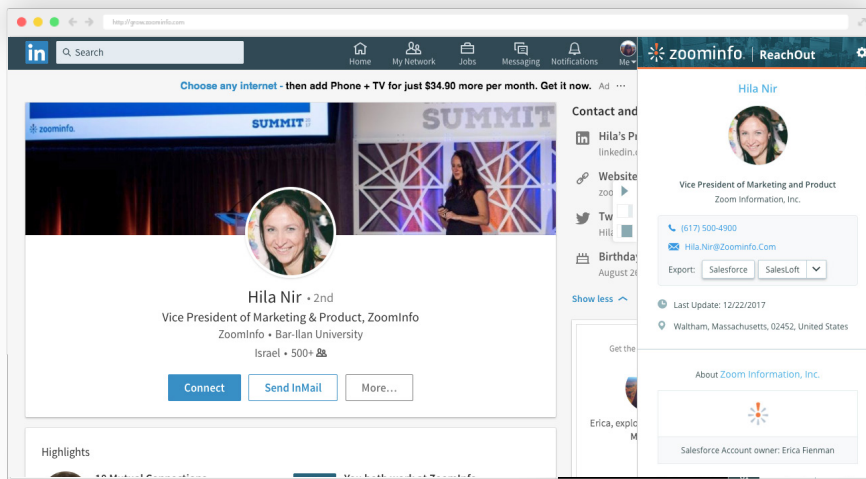 http://grow.zoominfo.com
in
Search
Home
My Network
Jobs
Messaging
Notifications
Me
Choose any internet - then add Phone + TV for just $34.90 more per month. Get it now. Ad ...
zoominfo.
SUMMIT
SUMMIT
Hila Nir • 2nd
Vice President of Marketing & Product, ZoomInfo
ZoomInfo • Bar-Ilan University
Israel • 500+
Connect
Send InMail
More...
Highlights
Contact and
Hila's Pr
linkedin.c
Website
zoo
Tw
Hila
Birthday
August 26
Show less
Get the
Erica, explo
M
zoominfo. | ReachOut
Hila Nir
Vice President of Marketing and Product
Zoom Information, Inc.
(617) 500-4900
Hila.Nir@Zoominfo.Com
Export: Salesforce SalesLoft
Last Update: 12/22/2017
Waltham, Massachusetts, 02452, United States
About Zoom Information, Inc.
Salesforce Account owner: Erica Fienman